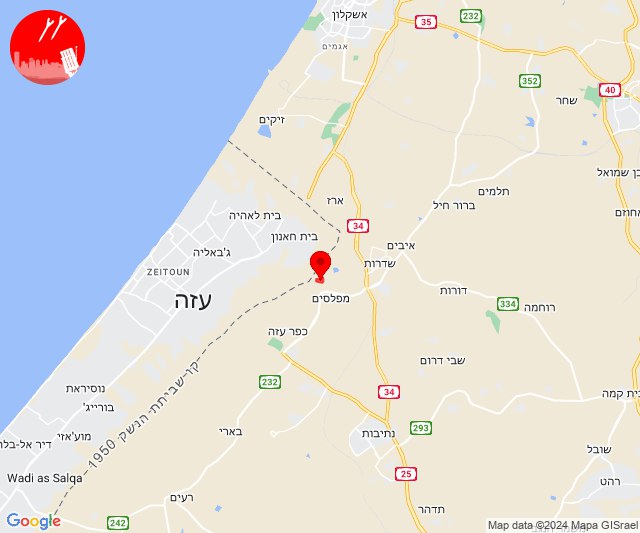 אשקלון
35
232
אגמים
352
40
שחר
זיקים
בן שמואל
תלמים
ארז
ברור חיל
אחוזם
בית לאהיה
34
בית חאנון
איבים
ג'באליה
שדרות
ZEITOUN
דורות
עזה
מפלסים
334
רוחמה
כפר עזה
שבי דרום
קו-שביתת-הנשק-1950
232
נוסיראת
34
בית קמה
בורייג'
293
מוע'אזי
בארי
נתיבות
דיר אל-בלח
שובל
25
Wadi as Salqa
רהט
רעים
תדהר
Google
242
Map data ©2024 Mapa GISrael